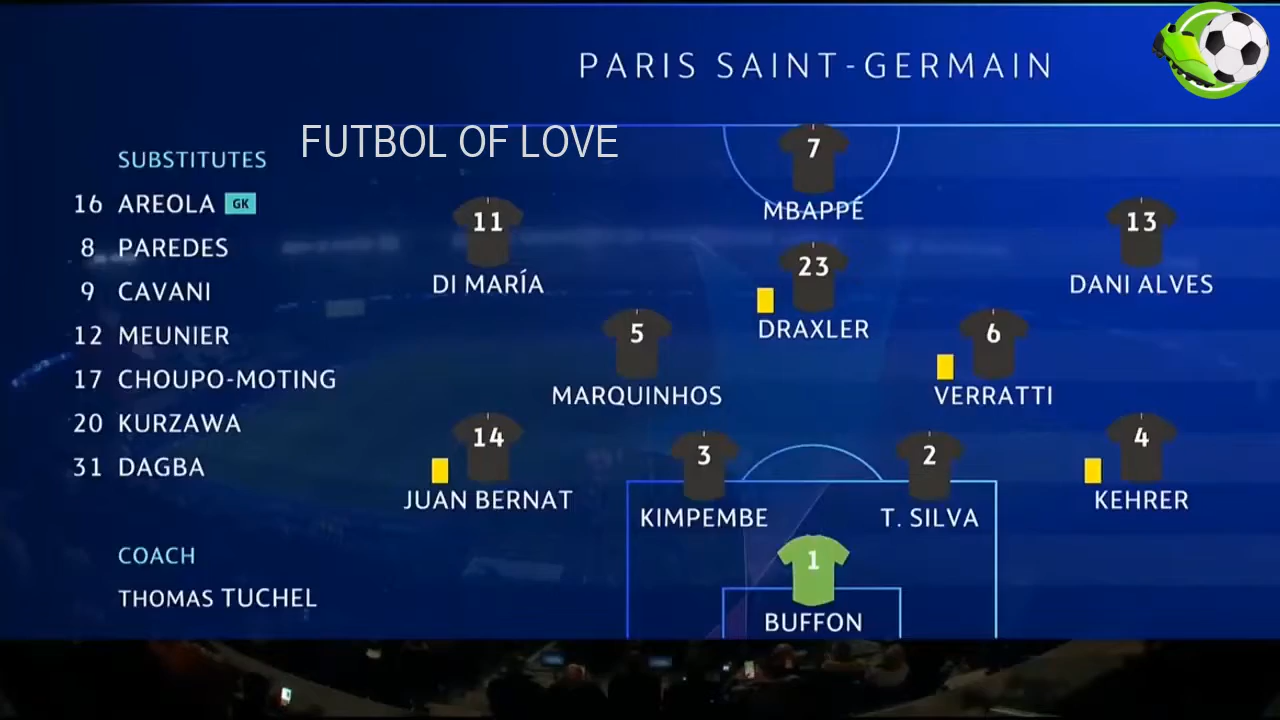 PARIS SAINT-GERMAIN
FUTBOL OF LOVE
SUBSTITUTES
16 AREOLA GK
8 PAREDES
9 CAVANI
12 MEUNIER
17 CHOUPO-MOTING
20 KURZAWA
31 DAGBA
COACH
THOMAS TUCHEL
7
MBAPPÉ
11
DI MARÍA
13
DANI ALVES
23
DRAXLER
5
MARQUINHOS
6
VERRATTI
14
JUAN BERNAT
3
KIMPEMBE
2
T. SILVA
4
KEHRER
1
BUFFON